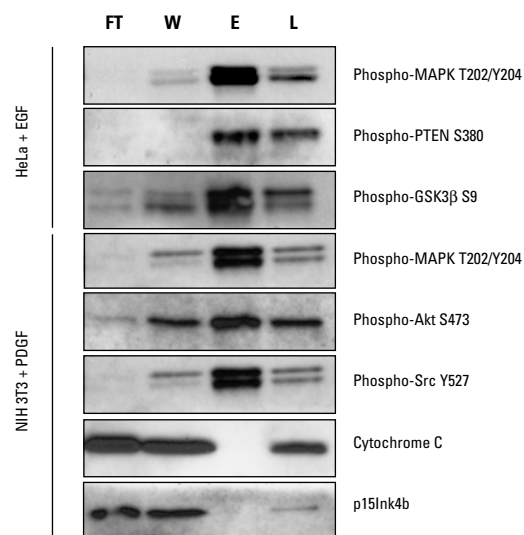 FT W E L
HeLa + EGF
Phospho-MAPK T202/Y204
Phospho-PTEN S380
Phospho-GSK3β S9
NIH 3T3 + PDGF
Phospho-MAPK T202/Y204
Phospho-Akt S473
Phospho-Src Y527
Cytochrome C
p15Ink4b